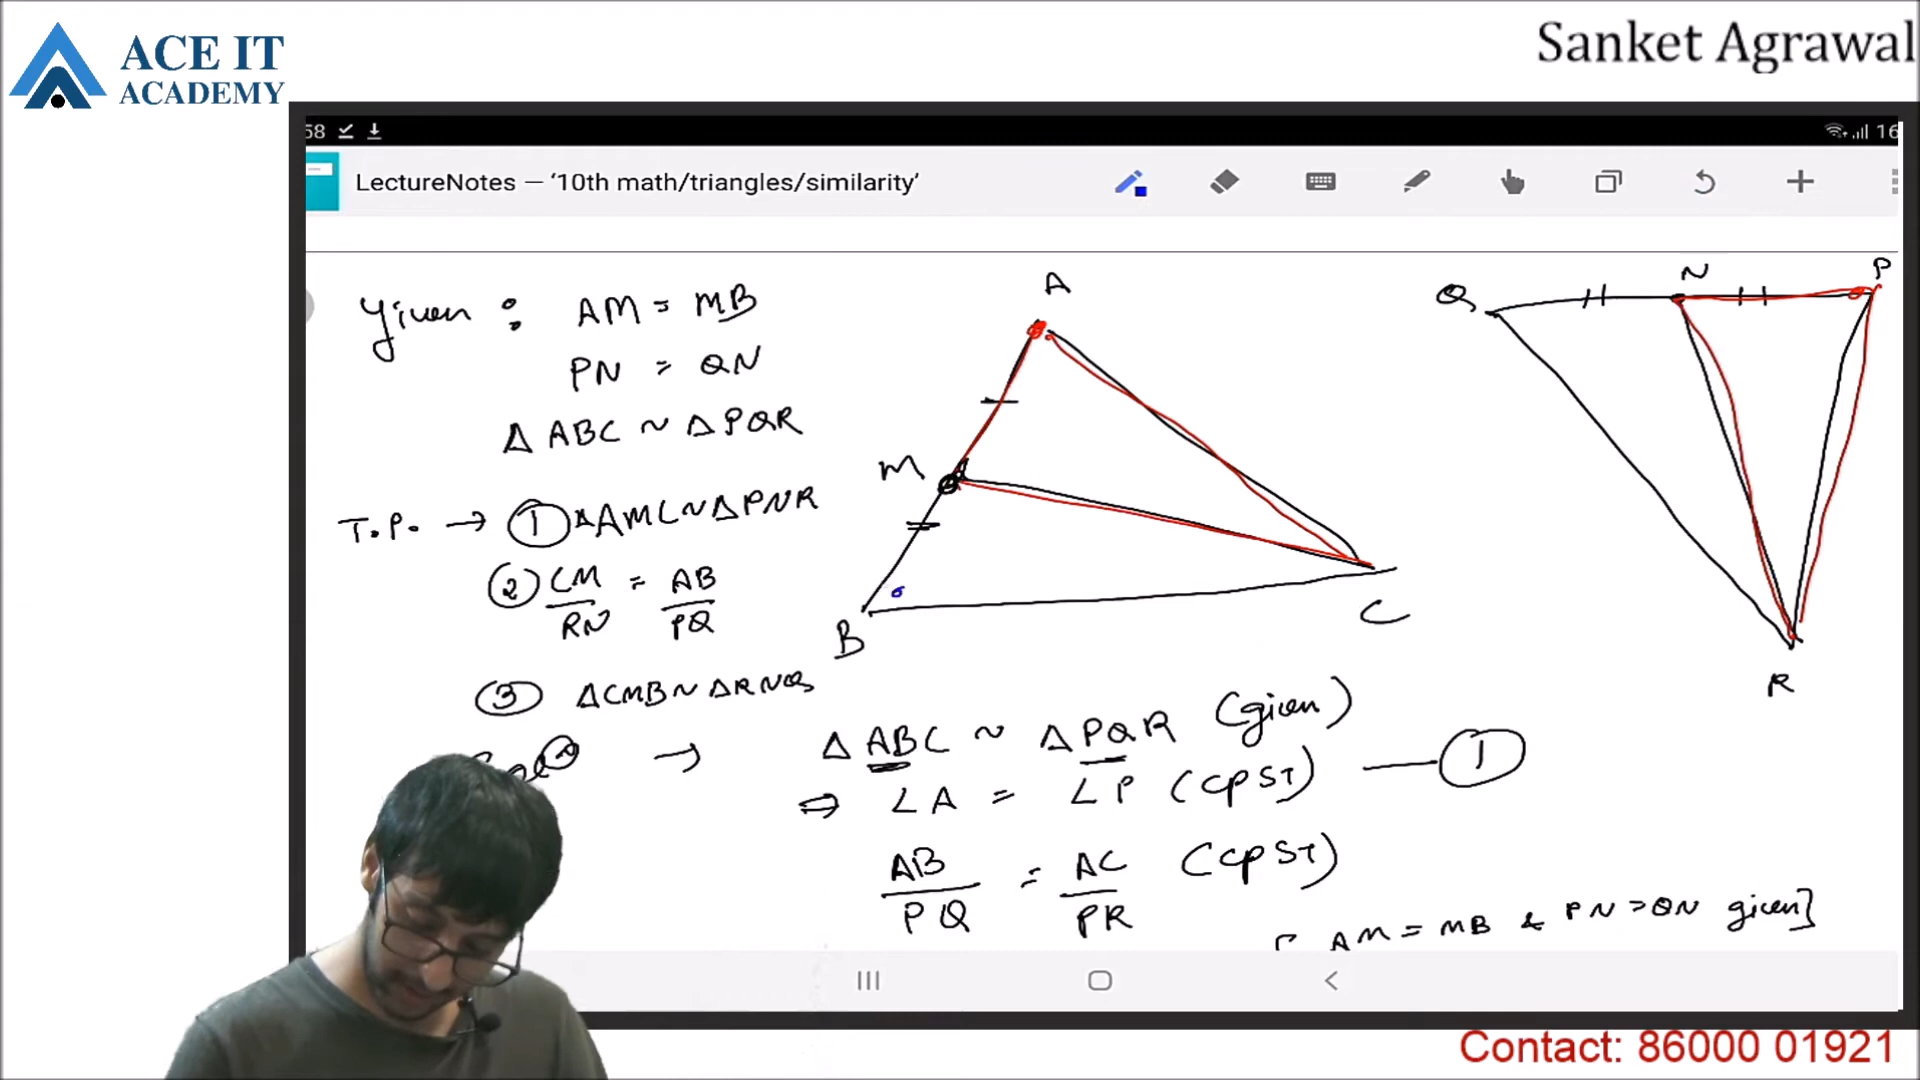 ACE IT
ACADEMY
Sanket Agrawal
58
16
LectureNotes — ‘10th math/triangles/similarity’
Given : AM = MB
PN = QN
Δ ABC ~ Δ PQR
T.P. → ① ΔAMC ~ ΔPNR
② CM/RN = AB/PQ
③ ΔCMB ~ ΔRNQ
A
M
B
C
Q
N
P
R
→ Δ ABC ~ Δ PQR (given)
⇒ ∠A = ∠P (CPST) — ①
AB/PQ = AC/PR (CPST)
[ AM = MB & PN = QN given]
Contact: 86000 01921